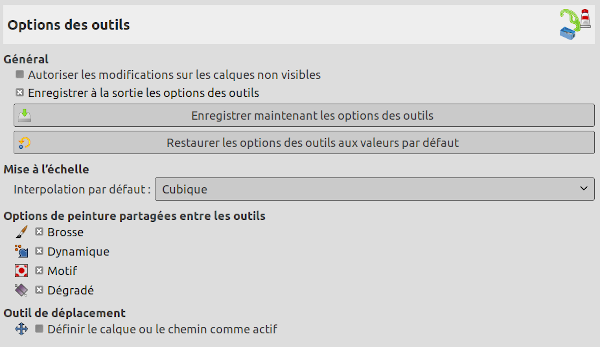 Options des outils
Général
Autoriser les modifications sur les calques non visibles
Enregistrer à la sortie les options des outils
Enregistrer maintenant les options des outils
Restaurer les options des outils aux valeurs par défaut
Mise à l’échelle
Interpolation par défaut : Cubique
Options de peinture partagées entre les outils
Brosse
Dynamique
Motif
Dégradé
Outil de déplacement
Définir le calque ou le chemin comme actif